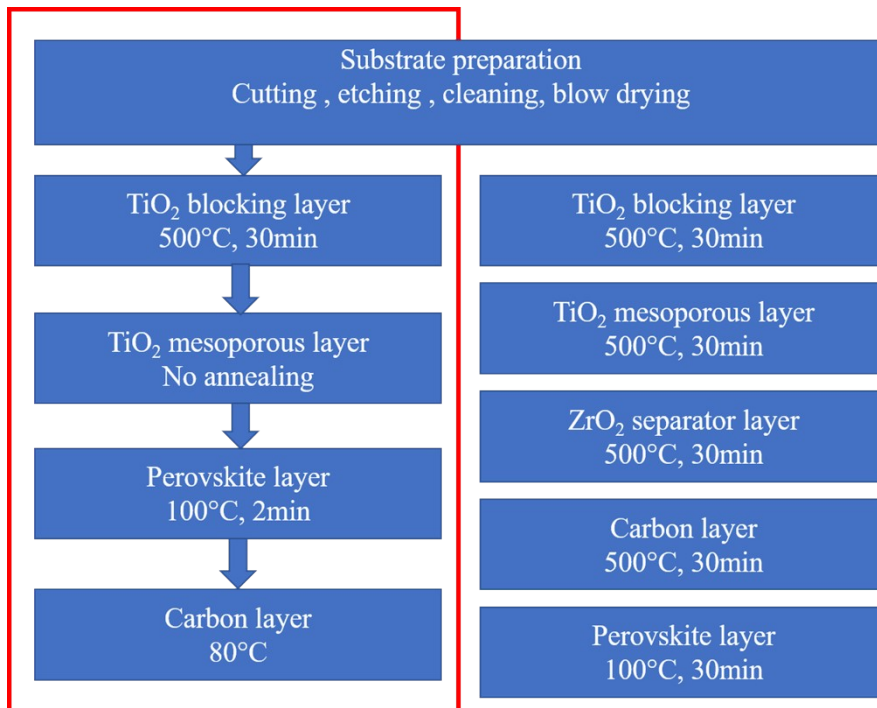 Substrate preparation
Cutting , etching , cleaning, blow drying
TiO₂ blocking layer
500°C, 30min
TiO₂ mesoporous layer
No annealing
Perovskite layer
100°C, 2min
Carbon layer
80°C
TiO₂ blocking layer
500°C, 30min
TiO₂ mesoporous layer
500°C, 30min
ZrO₂ separator layer
500°C, 30min
Carbon layer
500°C, 30min
Perovskite layer
100°C, 30min